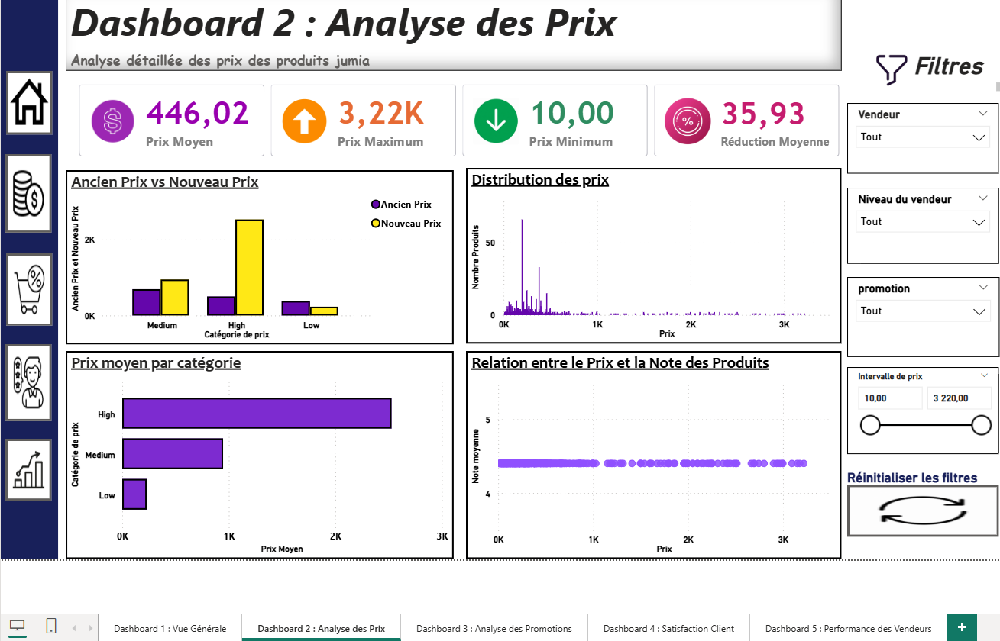 Dashboard 2 : Analyse des Prix
Analyse détaillée des prix des produits jumia
Filtres
446,02
Prix Moyen
3,22K
Prix Maximum
10,00
Prix Minimum
35,93
Réduction Moyenne
%
$
Vendeur
Tout
Niveau du vendeur
Tout
promotion
Tout
Intervalle de prix
10,00
3 220,00
Réinitialiser les filtres
Ancien Prix vs Nouveau Prix
Ancien Prix
Nouveau Prix
Ancien Prix et Nouveau Prix
2K
0K
Medium
High
Low
Catégorie de prix
Distribution des prix
Nombre Produits
50
0
0K
1K
2K
3K
Prix
Prix moyen par catégorie
Catégorie de prix
High
Medium
Low
0K
1K
2K
3K
Prix Moyen
Relation entre le Prix et la Note des Produits
Note moyenne
5
4
0K
1K
2K
3K
Prix
Dashboard 1 : Vue Générale
Dashboard 2 : Analyse des Prix
Dashboard 3 : Analyse des Promotions
Dashboard 4 : Satisfaction Client
Dashboard 5 : Performance des Vendeurs
+